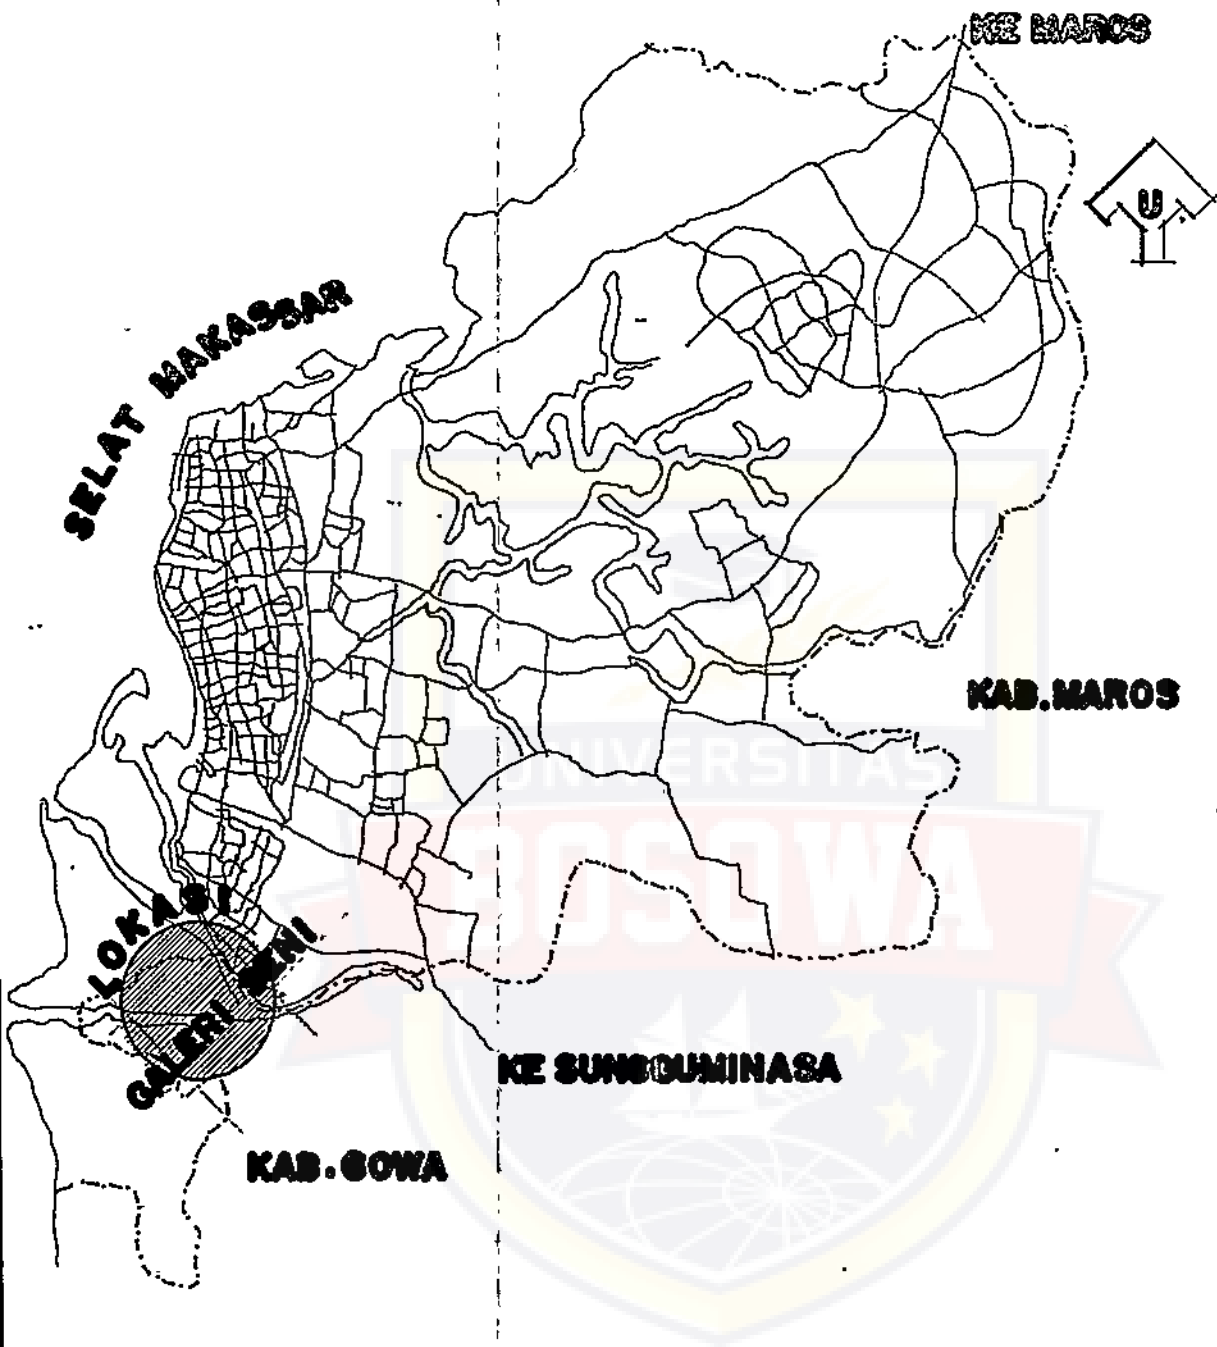 KE MAROS
U
SELAT MAKASSAR
KAB.MAROS
UNIVERSITAS
BOSOWA
LOKASI
GALERI SENI
KE SUNGGUMINASA
KAB.GOWA